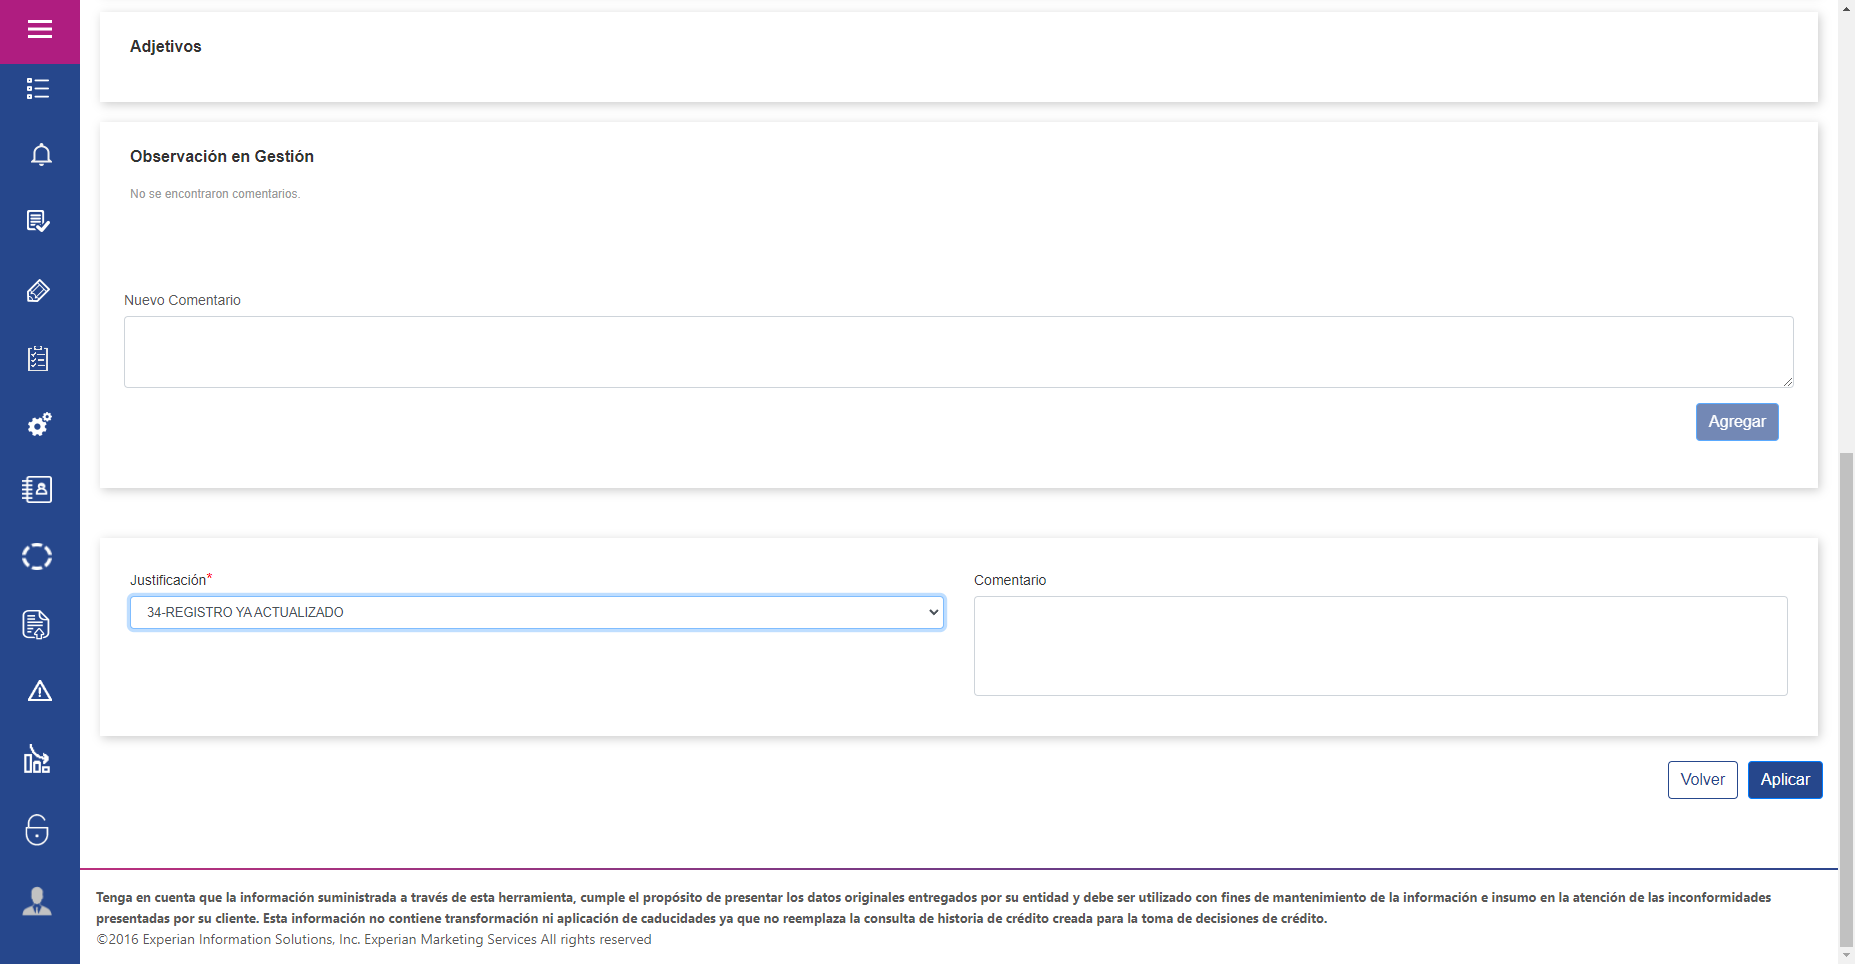 Adjetivos
Observación en Gestión
No se encontraron comentarios.
Nuevo Comentario
Agregar
Justificación*
34-REGISTRO YA ACTUALIZADO
Comentario
Volver
Aplicar
Tenga en cuenta que la información suministrada a través de esta herramienta, cumple el propósito de presentar los datos originales entregados por su entidad y debe ser utilizado con fines de mantenimiento de la información e insumo en la atención de las inconformidades
presentadas por su cliente. Esta información no contiene transformación ni aplicación de caducidades ya que no reemplaza la consulta de historia de crédito creada para la toma de decisiones de crédito.
©2016 Experian Information Solutions, Inc. Experian Marketing Services All rights reserved